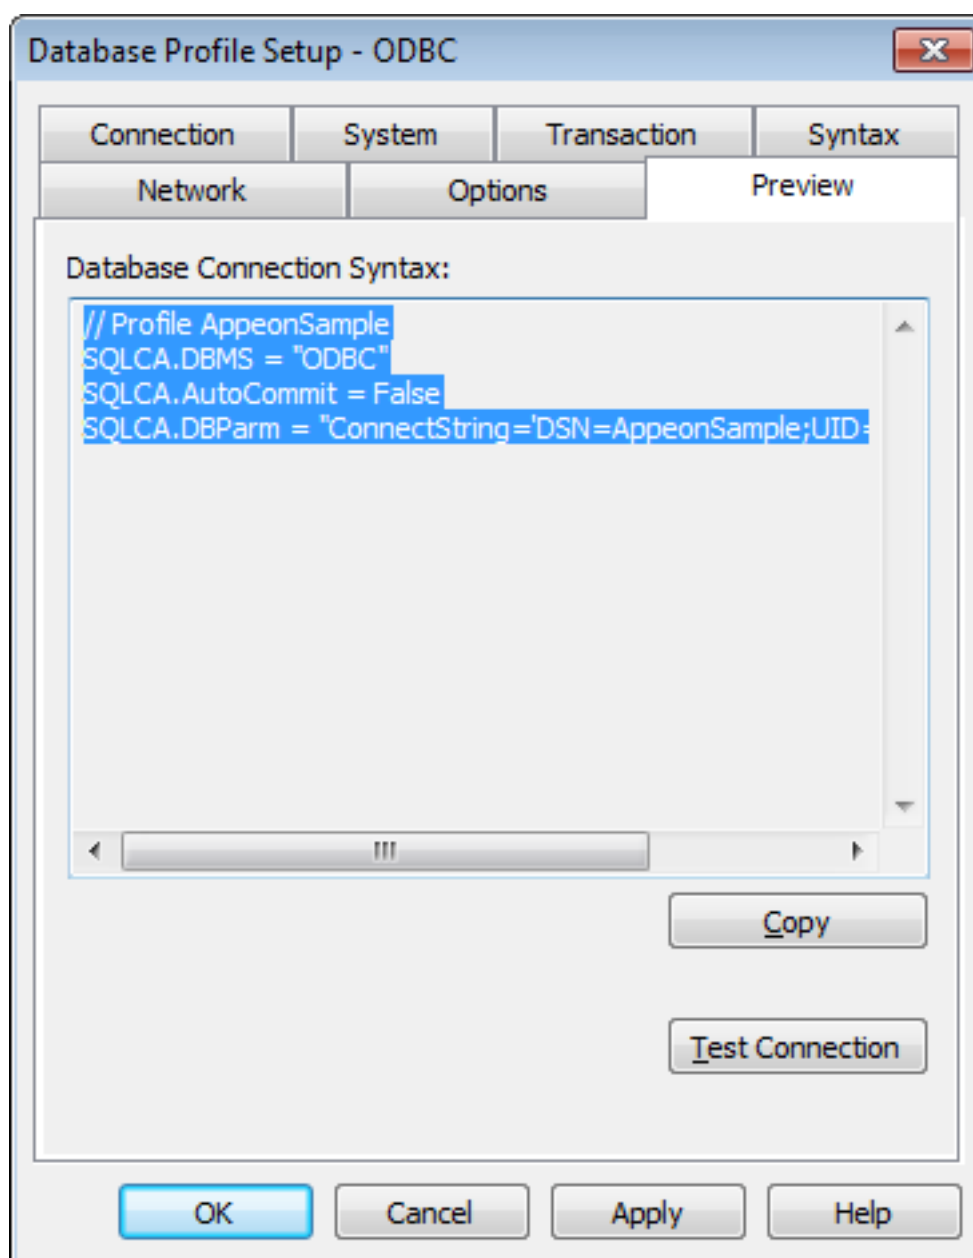 Database Profile Setup - ODBC
Connection System Transaction Syntax
Network Options Preview
Database Connection Syntax:
// Profile AppeonSample
SQLCA.DBMS = "ODBC"
SQLCA.AutoCommit = False
SQLCA.DBParm = "ConnectString='DSN=AppeonSample;UID=
Copy
Test Connection
OK Cancel Apply Help